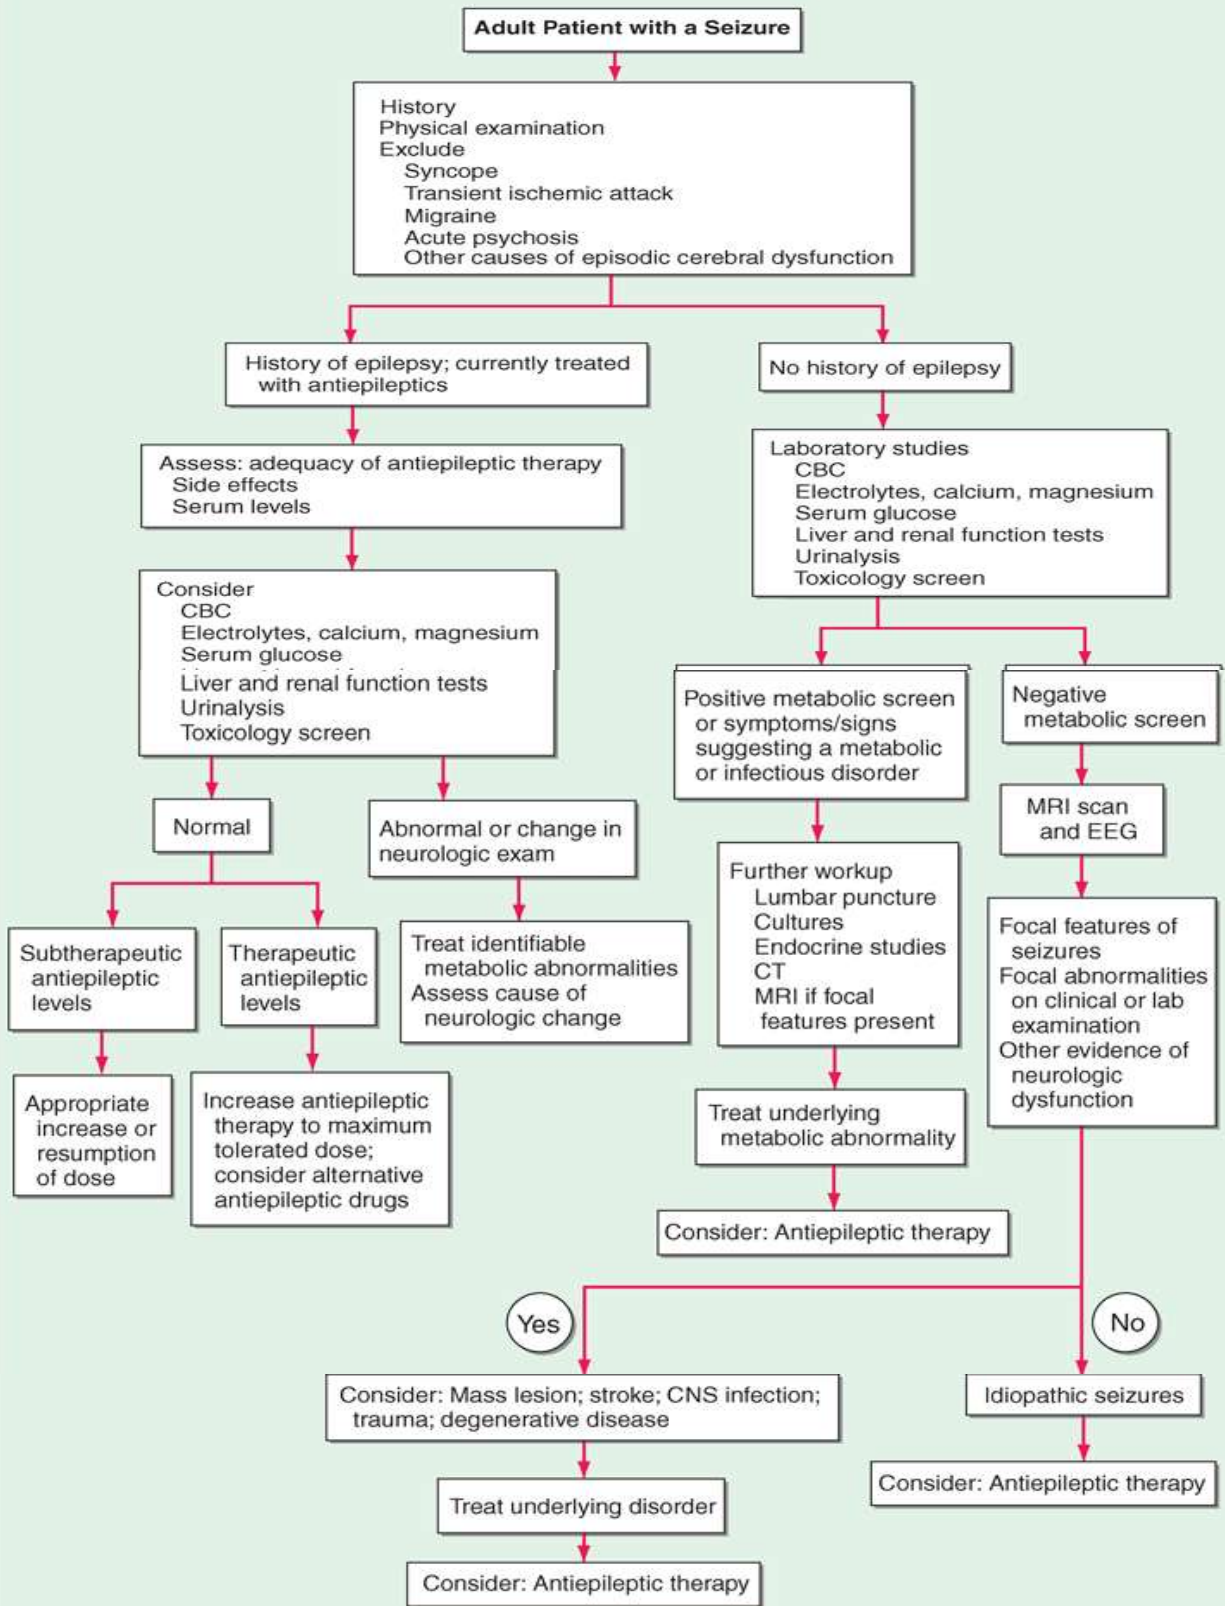 Adult Patient with a Seizure
History
Physical examination
Exclude
Syncope
Transient ischemic attack
Migraine
Acute psychosis
Other causes of episodic cerebral dysfunction
History of epilepsy; currently treated
with antiepileptics
No history of epilepsy
Assess: adequacy of antiepileptic therapy
Side effects
Serum levels
Laboratory studies
CBC
Electrolytes, calcium, magnesium
Serum glucose
Liver and renal function tests
Urinalysis
Toxicology screen
Consider
CBC
Electrolytes, calcium, magnesium
Serum glucose
Liver and renal function tests
Urinalysis
Toxicology screen
Positive metabolic screen
or symptoms/signs
suggesting a metabolic
or infectious disorder
Negative
metabolic screen
Normal
Abnormal or change in
neurologic exam
MRI scan
and EEG
Further workup
Lumbar puncture
Cultures
Endocrine studies
CT
MRI if focal
features present
Focal features of
seizures
Focal abnormalities
on clinical or lab
examination
Other evidence of
neurologic
dysfunction
Subtherapeutic
antiepileptic
levels
Therapeutic
antiepileptic
levels
Treat identifiable
metabolic abnormalities
Assess cause of
neurologic change
Appropriate
increase or
resumption
of dose
Increase antiepileptic
therapy to maximum
tolerated dose;
consider alternative
antiepileptic drugs
Treat underlying
metabolic abnormality
Consider: Antiepileptic therapy
Yes
No
Consider: Mass lesion; stroke; CNS infection;
trauma; degenerative disease
Idiopathic seizures
Treat underlying disorder
Consider: Antiepileptic therapy
Consider: Antiepileptic therapy